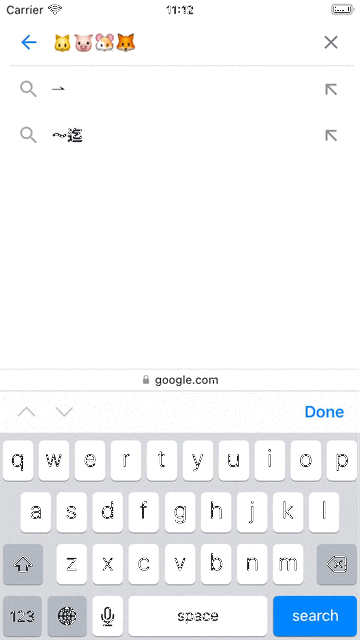 Carrier 11:12
🐱🐷🐹🦊
⇀
〜迄
google.com
Done
q w e r t y u i o p
a s d f g h j k l
z x c v b n m
123 space search